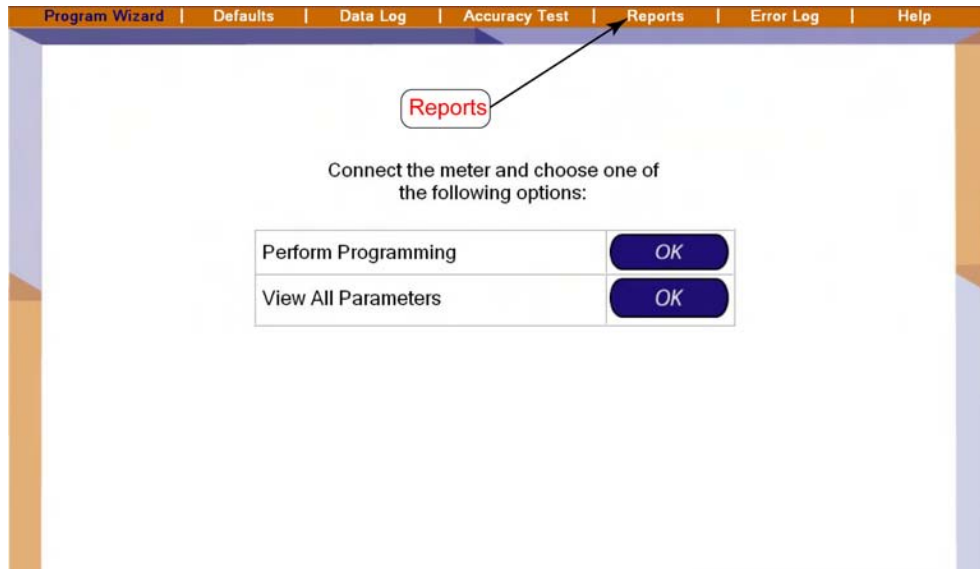 Program Wizard | Defaults | Data Log | Accuracy Test | Reports | Error Log | Help
Reports
Connect the meter and choose one of
the following options:
Perform Programming OK
View All Parameters OK